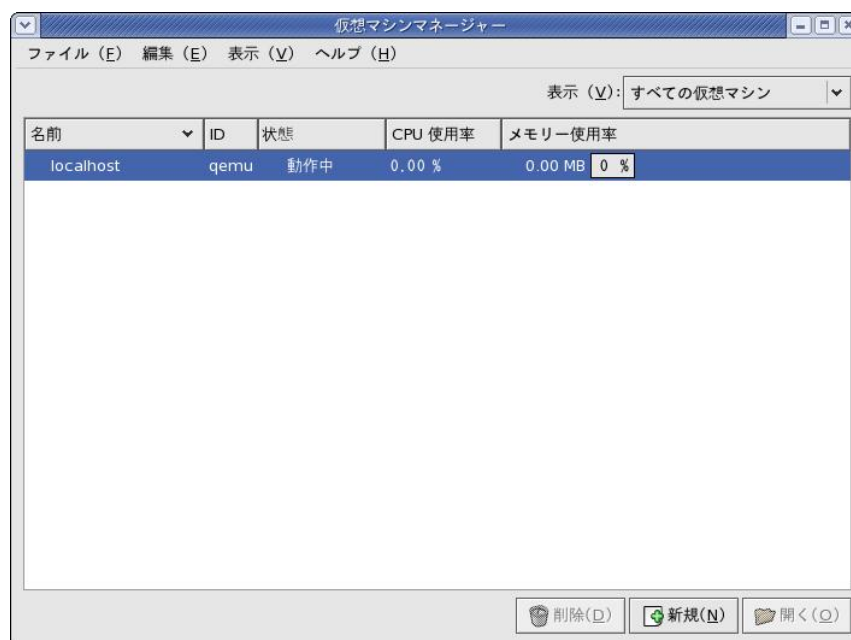 仮想マシンマネージャー
ファイル (F) 編集 (E) 表示 (V) ヘルプ (H)
表示 (V): すべての仮想マシン
名前 ID 状態 CPU 使用率 メモリー使用率
localhost qemu 動作中 0.00 % 0.00 MB 0 %
削除(D) 新規(N) 開く(O)